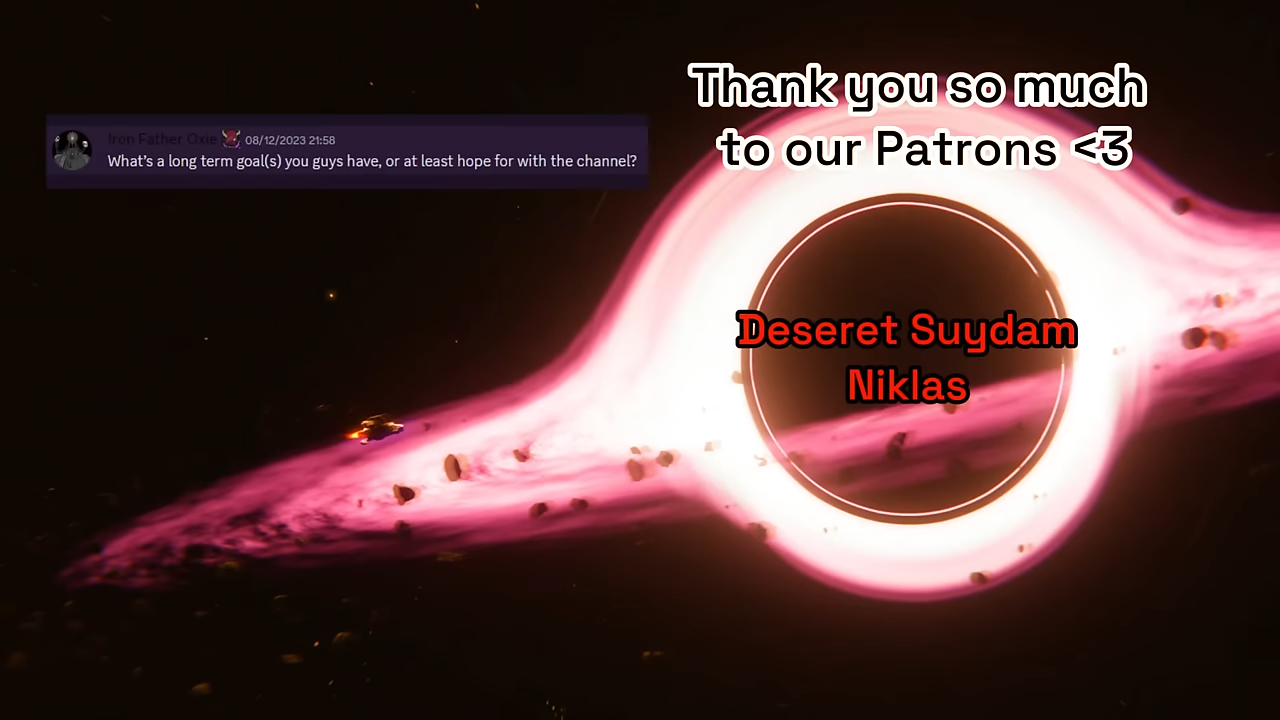 Iron Father Oxie 08/12/2023 21:58
What's a long term goal(s) you guys have, or at least hope for with the channel?
Thank you so much
to our Patrons <3
Deseret Suydam
Niklas